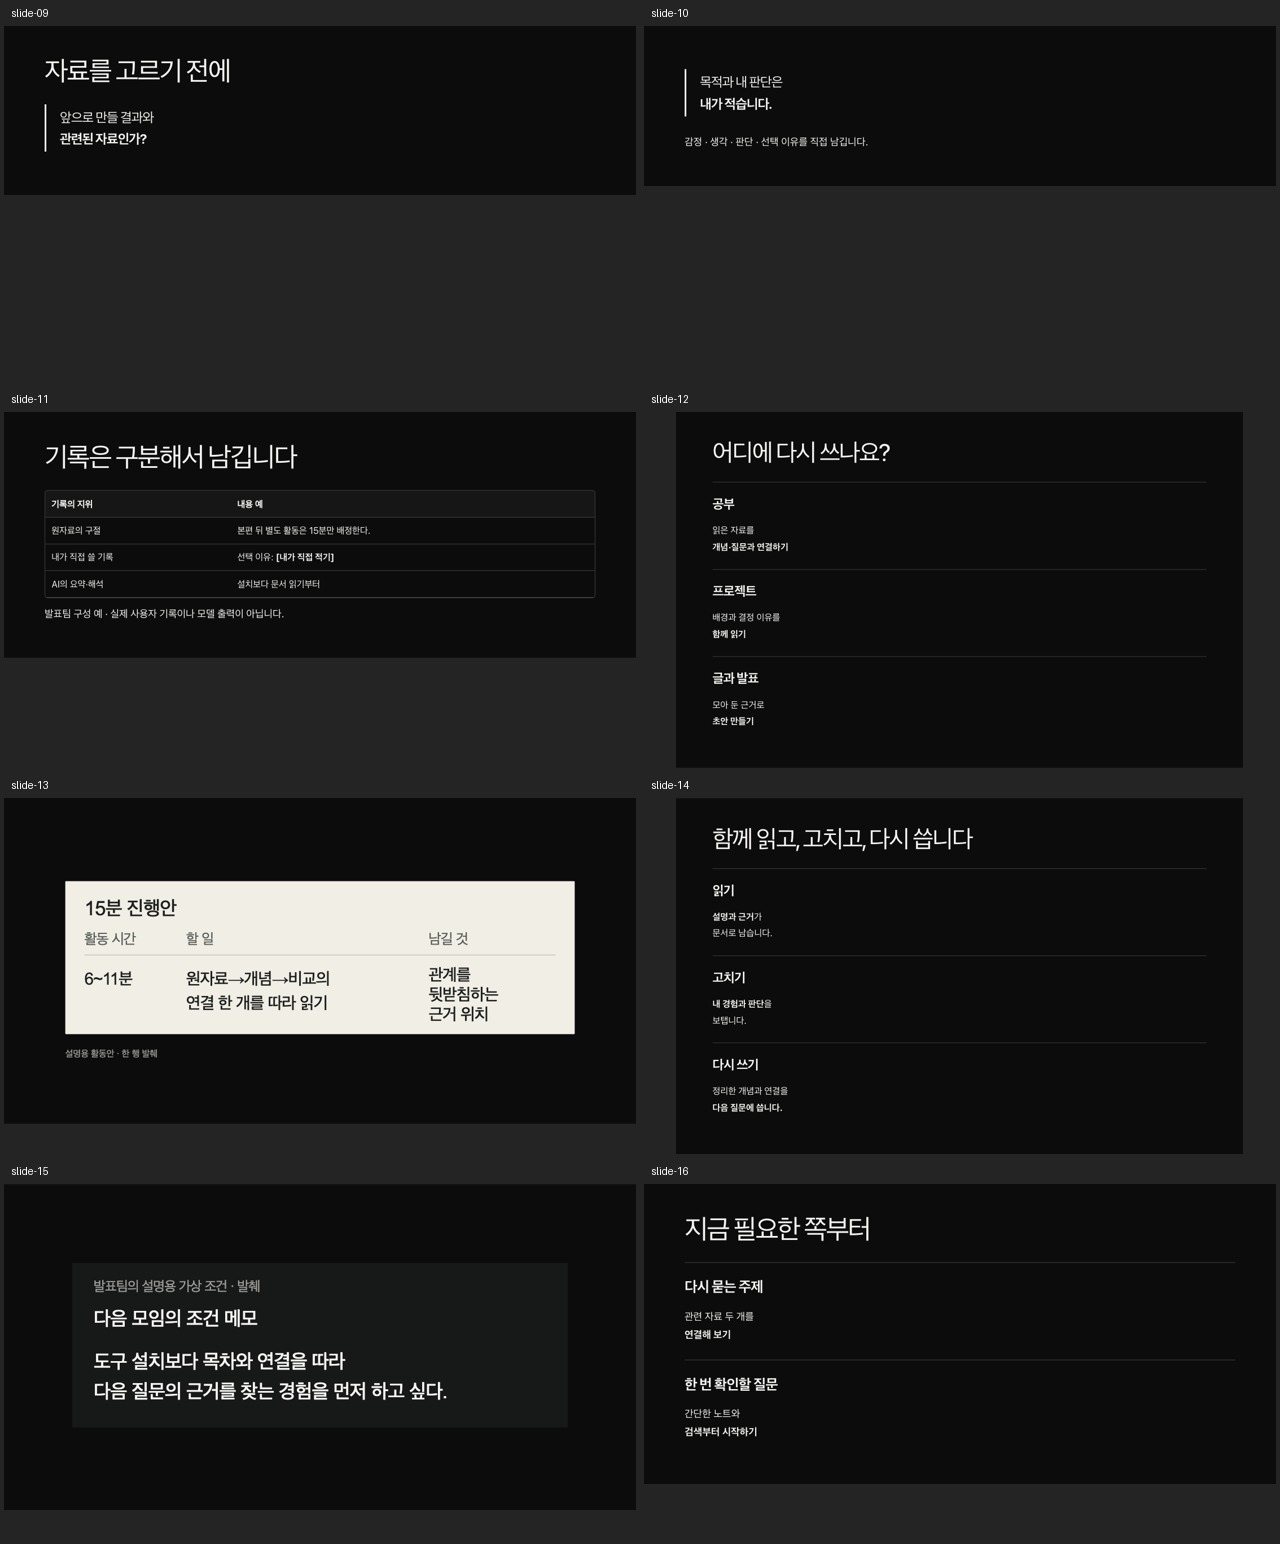 slide-09
자료를 고르기 전에
앞으로 만들 결과와
관련된 자료인가?
slide-10
목적과 내 판단은
내가 적습니다.
감정 · 생각 · 판단 · 선택 이유를 직접 남깁니다.
slide-11
기록은 구분해서 남깁니다
기록의 지위 내용 예
원자료의 구절 본편 뒤 별도 활동은 15분만 배정한다.
내가 직접 쓸 기록 선택 이유: [내가 직접 적기]
AI의 요약·해석 설치보다 문서 읽기부터
발표팀 구성 예 · 실제 사용자 기록이나 모델 출력이 아닙니다.
slide-12
어디에 다시 쓰나요?
공부
읽은 자료를
개념·질문과 연결하기
프로젝트
배경과 결정 이유를
함께 읽기
글과 발표
모아 둔 근거로
초안 만들기
slide-13
15분 진행안
활동 시간 할 일 남길 것
6~11분 원자료→개념→비교의 관계를
연결 한 개를 따라 읽기 뒷받침하는
근거 위치
설명용 활동안 · 한 행 발췌
slide-14
함께 읽고, 고치고, 다시 씁니다
읽기
설명과 근거가
문서로 남습니다.
고치기
내 경험과 판단을
보탭니다.
다시 쓰기
정리한 개념과 연결을
다음 질문에 씁니다.
slide-15
발표팀의 설명용 가상 조건 · 발췌
다음 모임의 조건 메모
도구 설치보다 목차와 연결을 따라
다음 질문의 근거를 찾는 경험을 먼저 하고 싶다.
slide-16
지금 필요한 쪽부터
다시 묻는 주제
관련 자료 두 개를
연결해 보기
한 번 확인할 질문
간단한 노트와
검색부터 시작하기